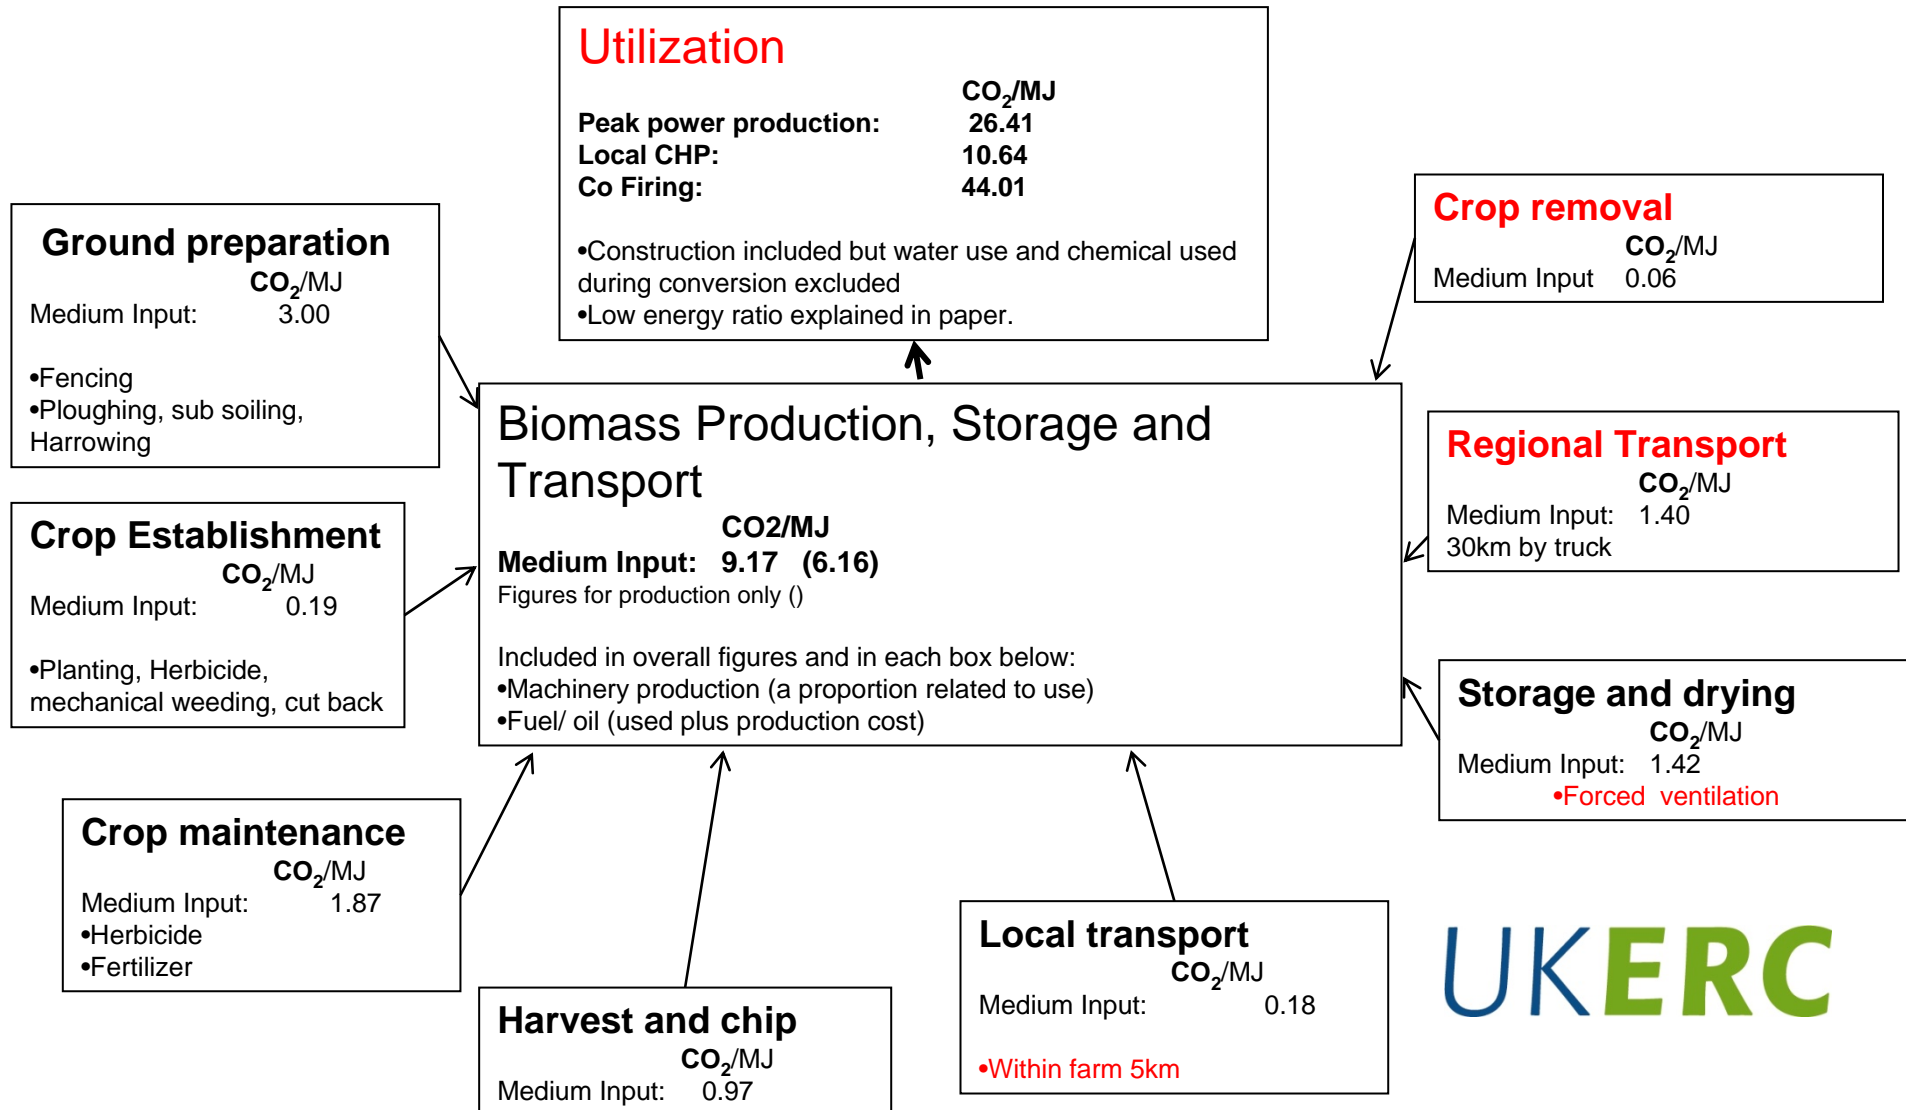 Utilization
CO2/MJ
Peak power production: 26.41
Local CHP: 10.64
Co Firing: 44.01
•Construction included but water use and chemical used
during conversion excluded
•Low energy ratio explained in paper.
Ground preparation
CO2/MJ
Medium Input: 3.00
•Fencing
•Ploughing, sub soiling,
Harrowing
Crop removal
CO2/MJ
Medium Input 0.06
Biomass Production, Storage and
Transport
CO2/MJ
Medium Input: 9.17 (6.16)
Figures for production only ()
Included in overall figures and in each box below:
•Machinery production (a proportion related to use)
•Fuel/ oil (used plus production cost)
Regional Transport
CO2/MJ
Medium Input: 1.40
30km by truck
Crop Establishment
CO2/MJ
Medium Input: 0.19
•Planting, Herbicide,
mechanical weeding, cut back
Storage and drying
CO2/MJ
Medium Input: 1.42
•Forced ventilation
Crop maintenance
CO2/MJ
Medium Input: 1.87
•Herbicide
•Fertilizer
Harvest and chip
CO2/MJ
Medium Input: 0.97
Local transport
CO2/MJ
Medium Input: 0.18
•Within farm 5km
UKERC